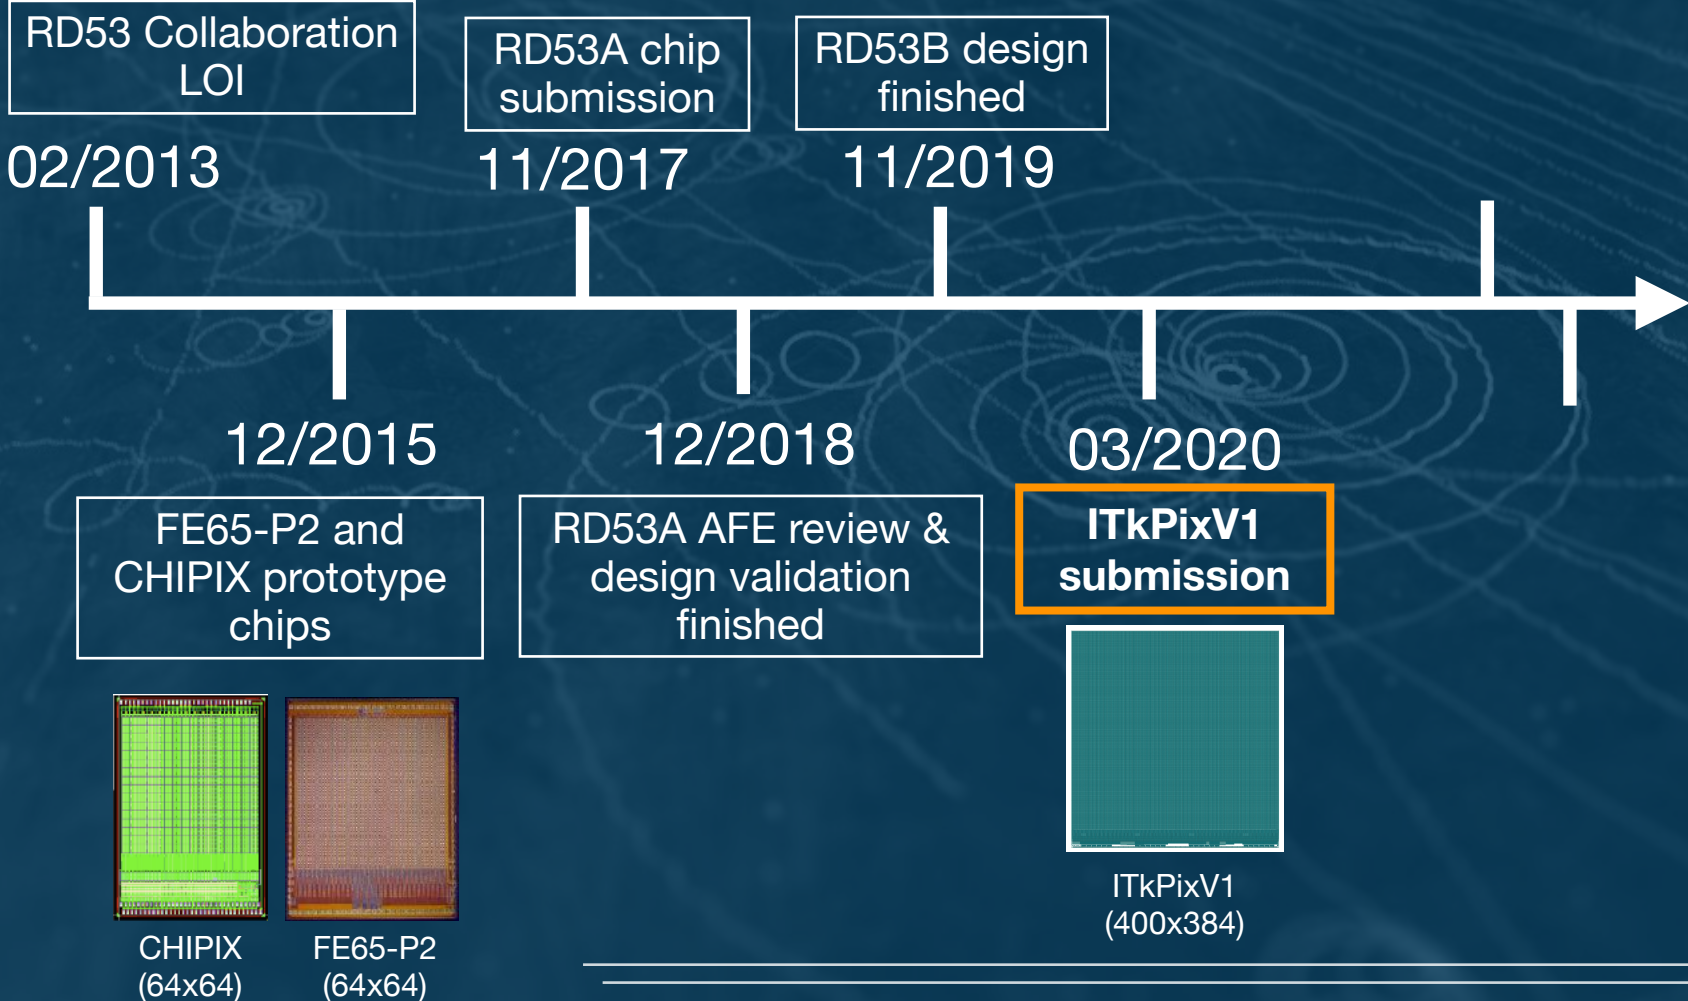 RD53 Collaboration
LOI
02/2013
RD53A chip
submission
11/2017
RD53B design
finished
11/2019
12/2015
FE65-P2 and
CHIPIX prototype
chips
12/2018
RD53A AFE review &
design validation
finished
03/2020
ITkPixV1
submission
CHIPIX
(64x64)
FE65-P2
(64x64)
ITkPixV1
(400x384)